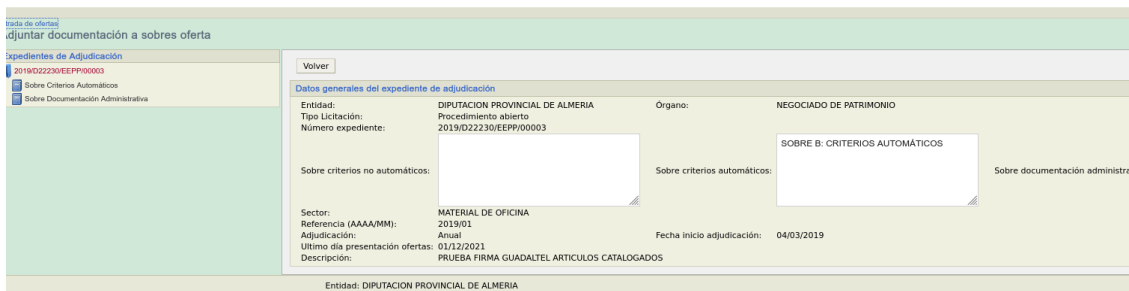 trada de ofertas
Adjuntar documentación a sobres oferta
Expedientes de Adjudicación
2019/D22230/EEPP/00003
Sobre Criterios Automáticos
Sobre Documentación Administrativa
Volver
Datos generales del expediente de adjudicación
Entidad: DIPUTACION PROVINCIAL DE ALMERIA Órgano: NEGOCIADO DE PATRIMONIO
Tipo Licitación: Procedimiento abierto
Número expediente: 2019/D22230/EEPP/00003
SOBRE B: CRITERIOS AUTOMÁTICOS
Sobre criterios no automáticos: Sobre criterios automáticos: Sobre documentación administra
Sector: MATERIAL DE OFICINA
Referencia (AAAA/MM): 2019/01
Adjudicación: Anual Fecha inicio adjudicación: 04/03/2019
Ultimo día presentación ofertas: 01/12/2021
Descripción: PRUEBA FIRMA GUADALTEL ARTICULOS CATALOGADOS
Entidad: DIPUTACION PROVINCIAL DE ALMERIA